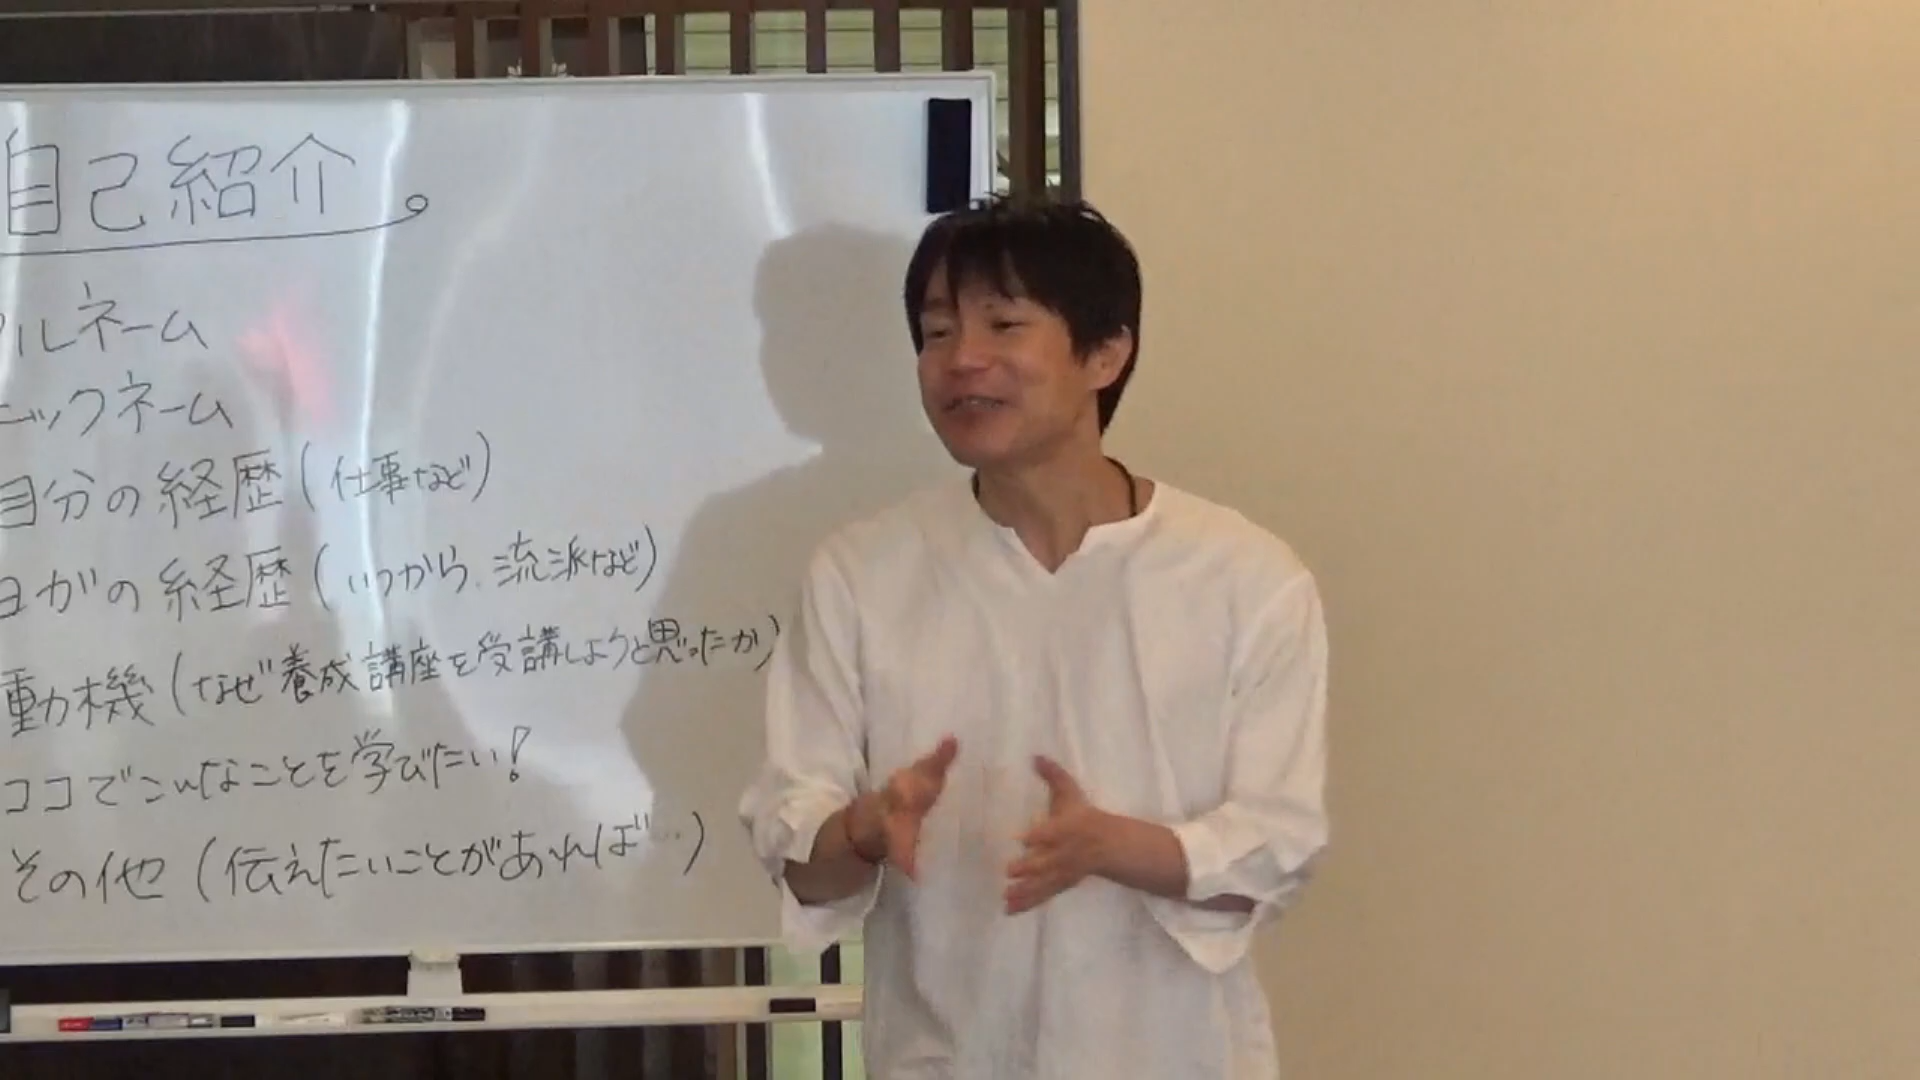 自己紹介
ルネーム
ニックネーム
自分の経歴(仕事など)
ヨガの経歴(いつから、流派など)
動機(なぜ養成講座を受講しようと思ったか)
ココでこんなことを学びたい!
その他(伝えたいことがあれば…)